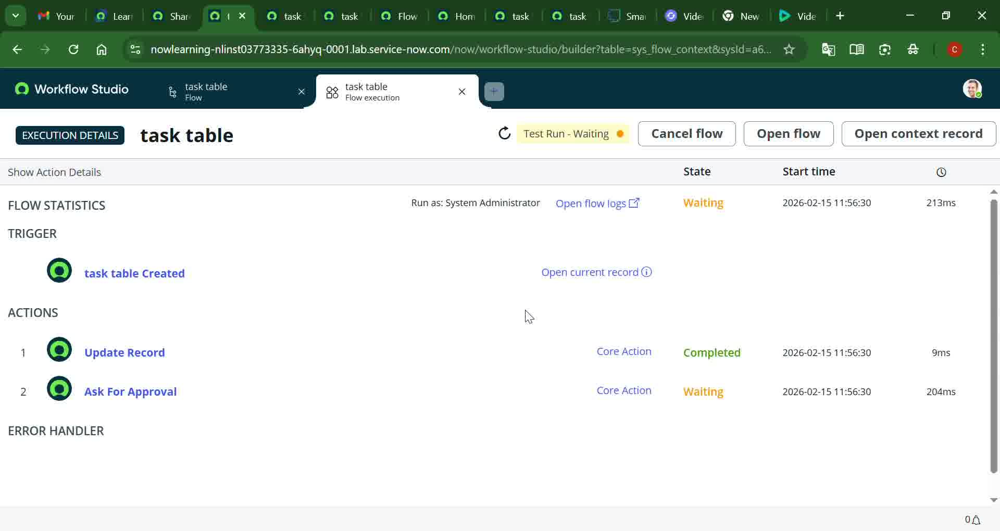 Your
Lear
Shar
task
task
Flow
Hom
task
task
Sma
Vide
New
Vide
nowlearning-nlinst03773335-6ahyq-0001.lab.service-now.com/now/workflow-studio/builder?table=sys_flow_context&sysId=a6...
C
Workflow Studio
task table
Flow
task table
Flow execution
EXECUTION DETAILS
task table
Test Run - Waiting
Cancel flow
Open flow
Open context record
Show Action Details
State
Start time
FLOW STATISTICS
Run as: System Administrator
Open flow logs
Waiting
2026-02-15 11:56:30
213ms
TRIGGER
task table Created
Open current record
ACTIONS
1
Update Record
Core Action
Completed
2026-02-15 11:56:30
9ms
2
Ask For Approval
Core Action
Waiting
2026-02-15 11:56:30
204ms
ERROR HANDLER
0